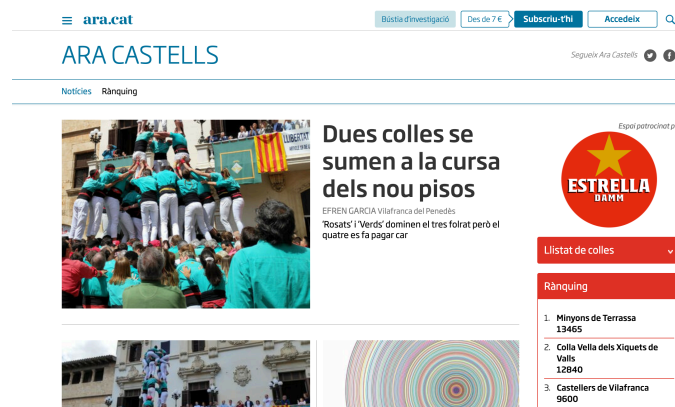 ara.cat
Bústia d'investigació
Des de 7 €
Subscriu-t'hi
Accedeix
ARA CASTELLS
Segueix Ara Castells
Notícies Rànquing
LLIBERTAT
Dues colles se
sumen a la cursa
dels nou pisos
EFREN GARCIA Vilafranca del Penedès
'Rosats' i 'Verds' dominen el tres folrat però el
quatre es fa pagar car
Espai patrocinat p
ESTRELLA
DAMM
Llistat de colles
Rànquing
1. Minyons de Terrassa
13465
2. Colla Vella dels Xiquets de
Valls
12840
3. Castellers de Vilafranca
9600